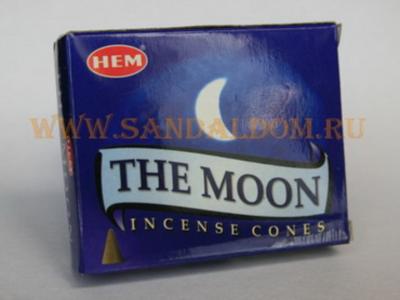 HEM
WWW.SANDALDOM.RU
THE MOON
INCENSE CONES